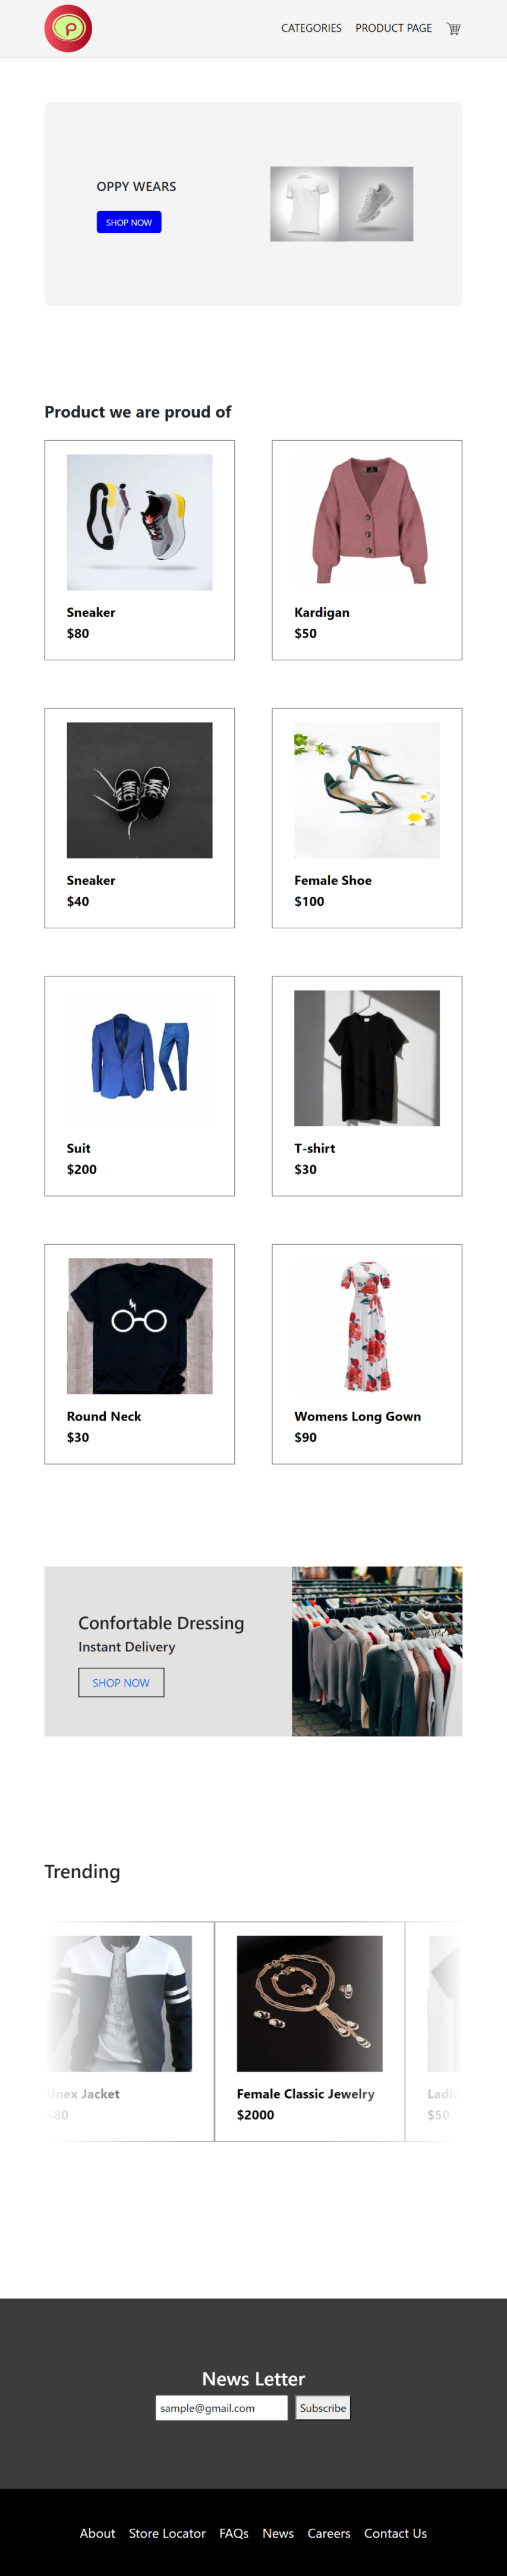 P
CATEGORIES PRODUCT PAGE
OPPY WEARS
SHOP NOW
Product we are proud of
Sneaker
$80
Kardigan
$50
Sneaker
$40
Female Shoe
$100
Suit
$200
T-shirt
$30
Round Neck
$30
Womens Long Gown
$90
Confortable Dressing
Instant Delivery
SHOP NOW
Trending
Unex Jacket
$80
Female Classic Jewelry
$2000
$50
News Letter
sample@gmail.com Subscribe
About Store Locator FAQs News Careers Contact Us